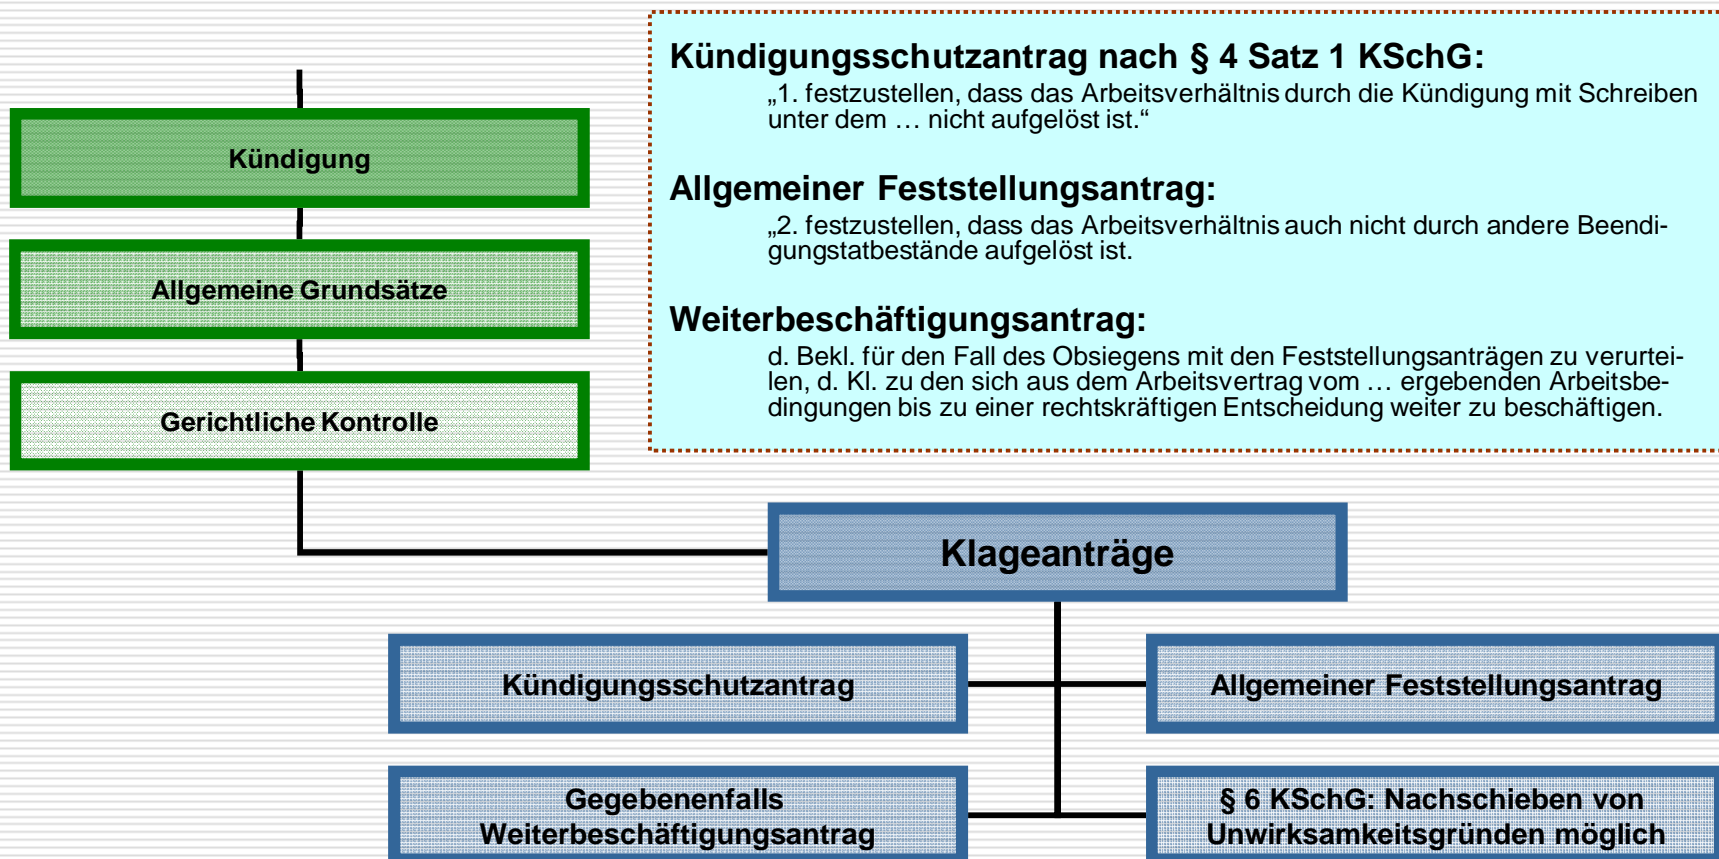 Kündigungsschutzantrag nach § 4 Satz 1 KSchG:
„1. festzustellen, dass das Arbeitsverhältnis durch die Kündigung mit Schreiben
unter dem … nicht aufgelöst ist.“
Allgemeiner Feststellungsantrag:
„2. festzustellen, dass das Arbeitsverhältnis auch nicht durch andere Beendi-
gungstatbestände aufgelöst ist.
Weiterbeschäftigungsantrag:
d. Bekl. für den Fall des Obsiegens mit den Feststellungsanträgen zu verurtei-
len, d. Kl. zu den sich aus dem Arbeitsvertrag vom … ergebenden Arbeitsbe-
dingungen bis zu einer rechtskräftigen Entscheidung weiter zu beschäftigen.
Kündigung
Allgemeine Grundsätze
Gerichtliche Kontrolle
Klageanträge
Kündigungsschutzantrag
Allgemeiner Feststellungsantrag
Gegebenenfalls
Weiterbeschäftigungsantrag
§ 6 KSchG: Nachschieben von
Unwirksamkeitsgründen möglich